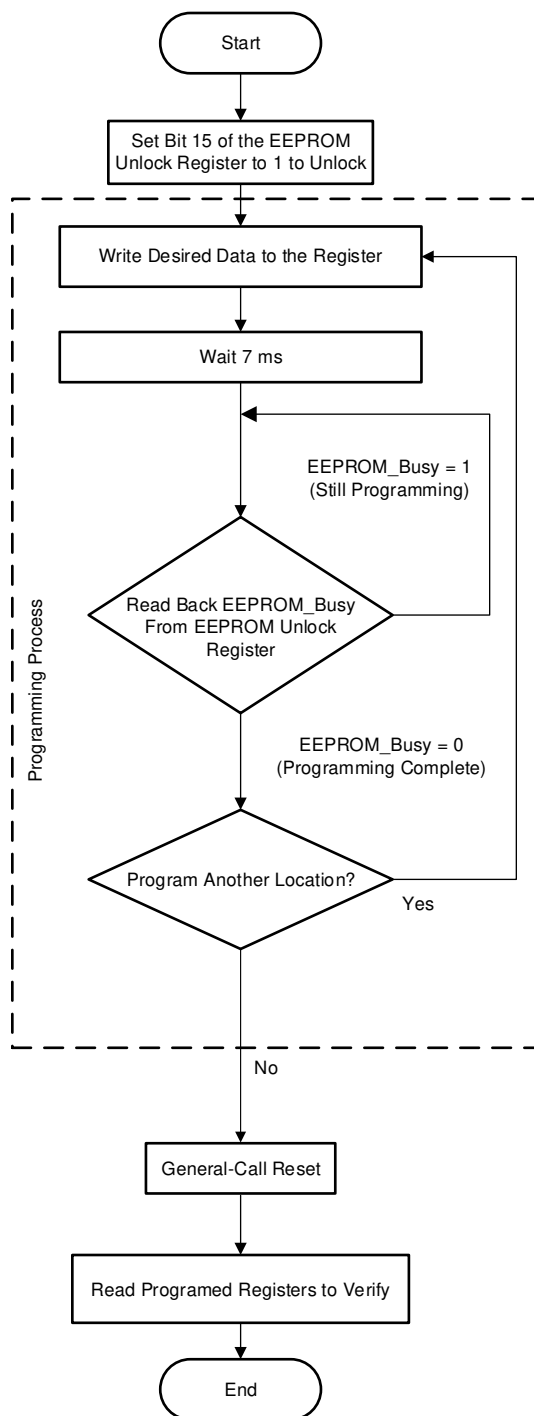 Start
Set Bit 15 of the EEPROM
Unlock Register to 1 to Unlock
Write Desired Data to the Register
Wait 7 ms
EEPROM_Busy = 1
(Still Programming)
Read Back EEPROM_Busy
From EEPROM Unlock
Register
Programming Process
EEPROM_Busy = 0
(Programming Complete)
Program Another Location?
Yes
No
General-Call Reset
Read Programed Registers to Verify
End